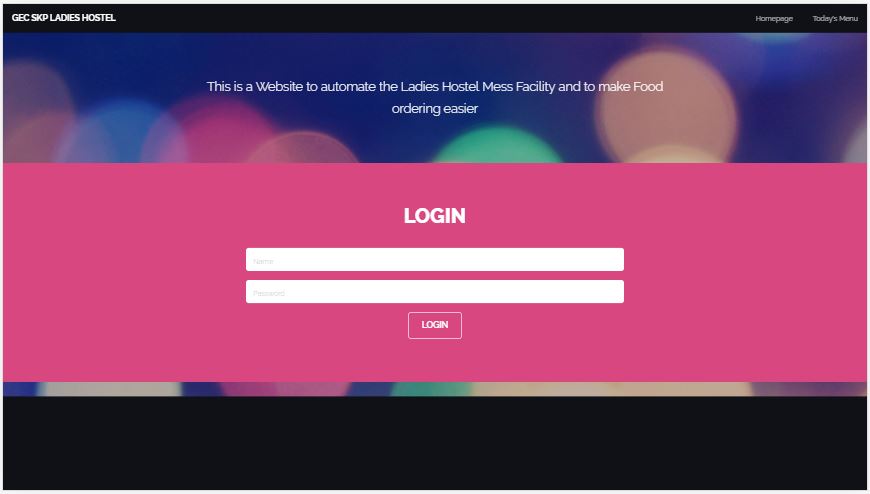 GEC SKP LADIES HOSTEL
Homepage
Today's Menu
This is a Website to automate the Ladies Hostel Mess Facility and to make Food
ordering easier
LOGIN
Name
Password
LOGIN